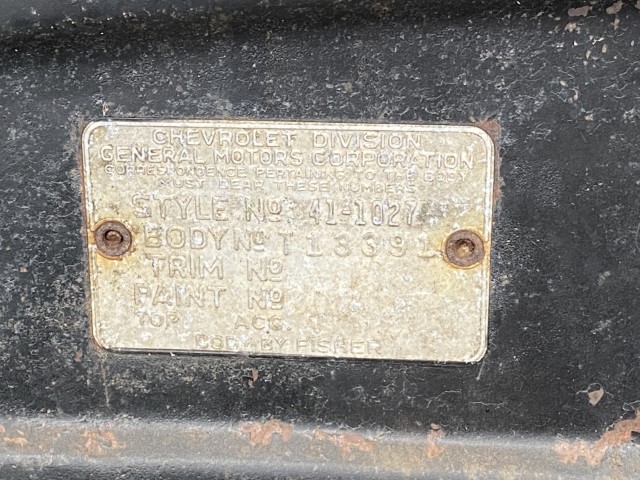 CHEVROLET DIVISION
GENERAL MOTORS CORPORATION
CORRESPONDENCE PERTAINING TO THE BODY
MUST BEAR THESE NUMBERS
STYLE No 41-1027
BODY No T 13391
TRIM No
PAINT No
TOP ACC
BODY BY FISHER